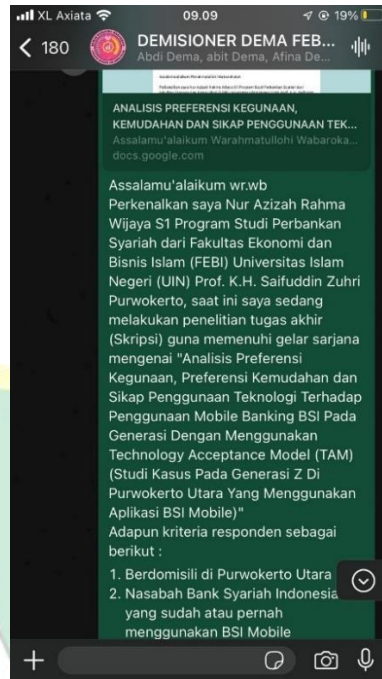 XL Axiata
09.09
19%
180
DEMISIONER DEMA FEB...
Abdi Dema, abit Dema, Afina De...
ANALISIS PREFERENSI KEGUNAAN,
KEMUDAHAN DAN SIKAP PENGGUNAAN TEK...
Assalamu'alaikum Warahmatullohi Wabaroka...
docs.google.com
Assalamu'alaikum wr.wb
Perkenalkan saya Nur Azizah Rahma
Wijaya S1 Program Studi Perbankan
Syariah dari Fakultas Ekonomi dan
Bisnis Islam (FEBI) Universitas Islam
Negeri (UIN) Prof. K.H. Saifuddin Zuhri
Purwokerto, saat ini saya sedang
melakukan penelitian tugas akhir
(Skripsi) guna memenuhi gelar sarjana
mengenai "Analisis Preferensi
Kegunaan, Preferensi Kemudahan dan
Sikap Penggunaan Teknologi Terhadap
Penggunaan Mobile Banking BSI Pada
Generasi Dengan Menggunakan
Technology Acceptance Model (TAM)
(Studi Kasus Pada Generasi Z Di
Purwokerto Utara Yang Menggunakan
Aplikasi BSI Mobile)"
Adapun kriteria responden sebagai
berikut :
1. Berdomisili di Purwokerto Utara
2. Nasabah Bank Syariah Indonesia
yang sudah atau pernah
menggunakan BSI Mobile